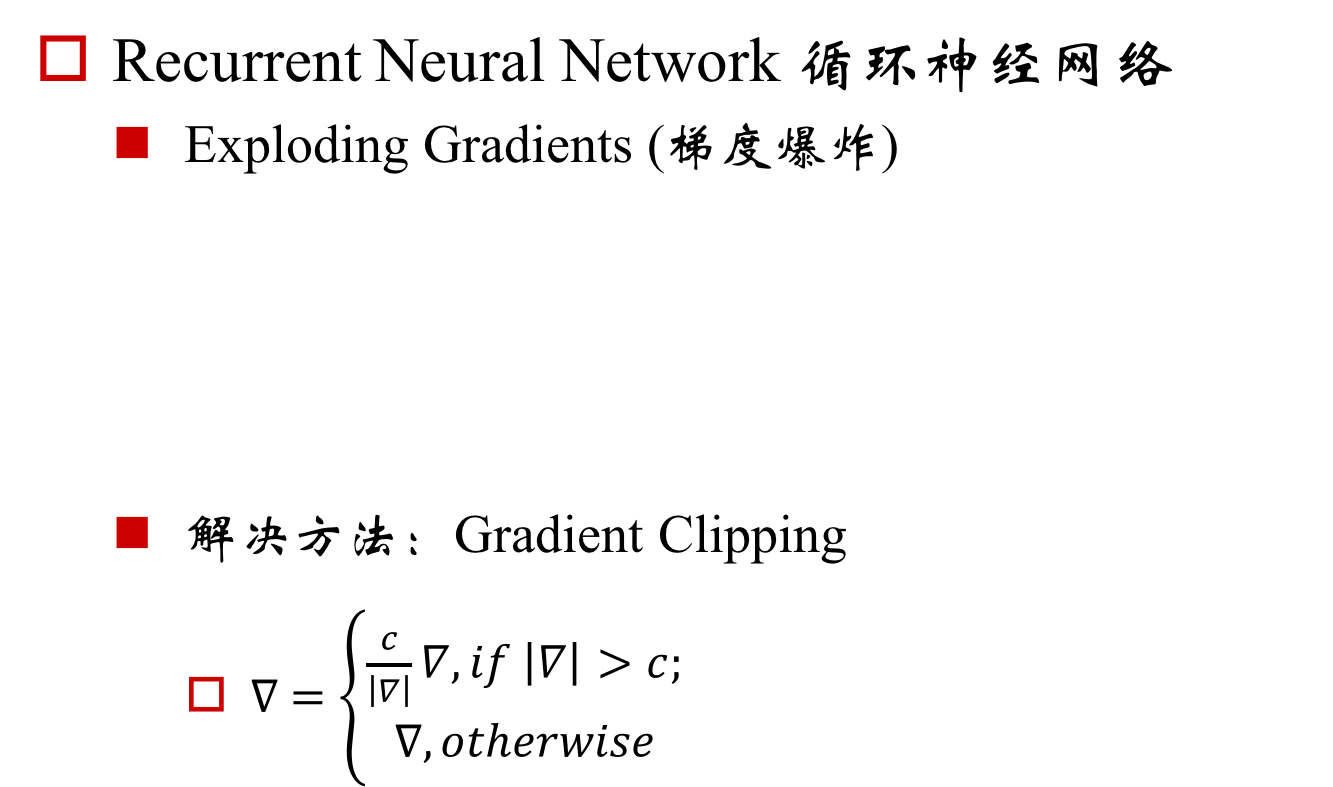 Recurrent Neural Network 循环神经网络
Exploding Gradients (梯度爆炸)
解决方法：Gradient Clipping
∇ = { c/|∇| ∇, if |∇| > c;
∇, otherwise